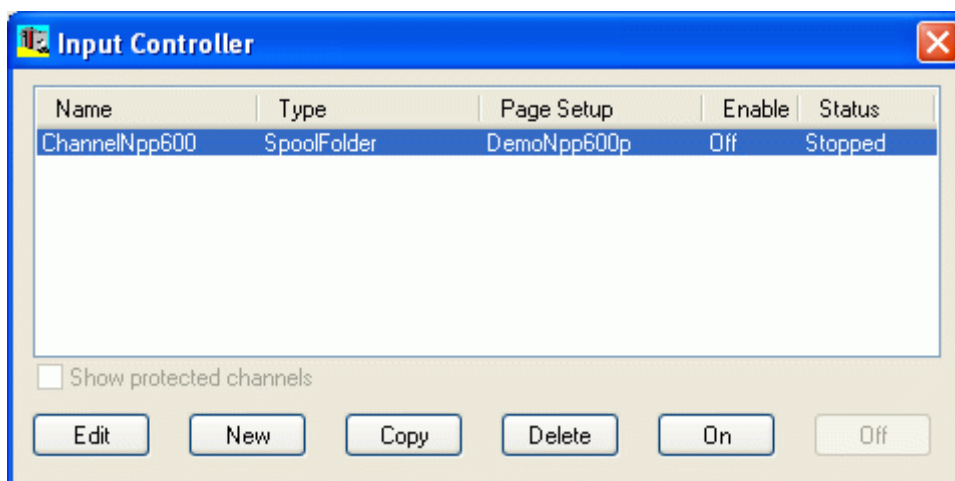 Input Controller
Name Type Page Setup Enable Status
ChannelNpp600 SpoolFolder DemoNpp600p Off Stopped
Show protected channels
Edit New Copy Delete On Off